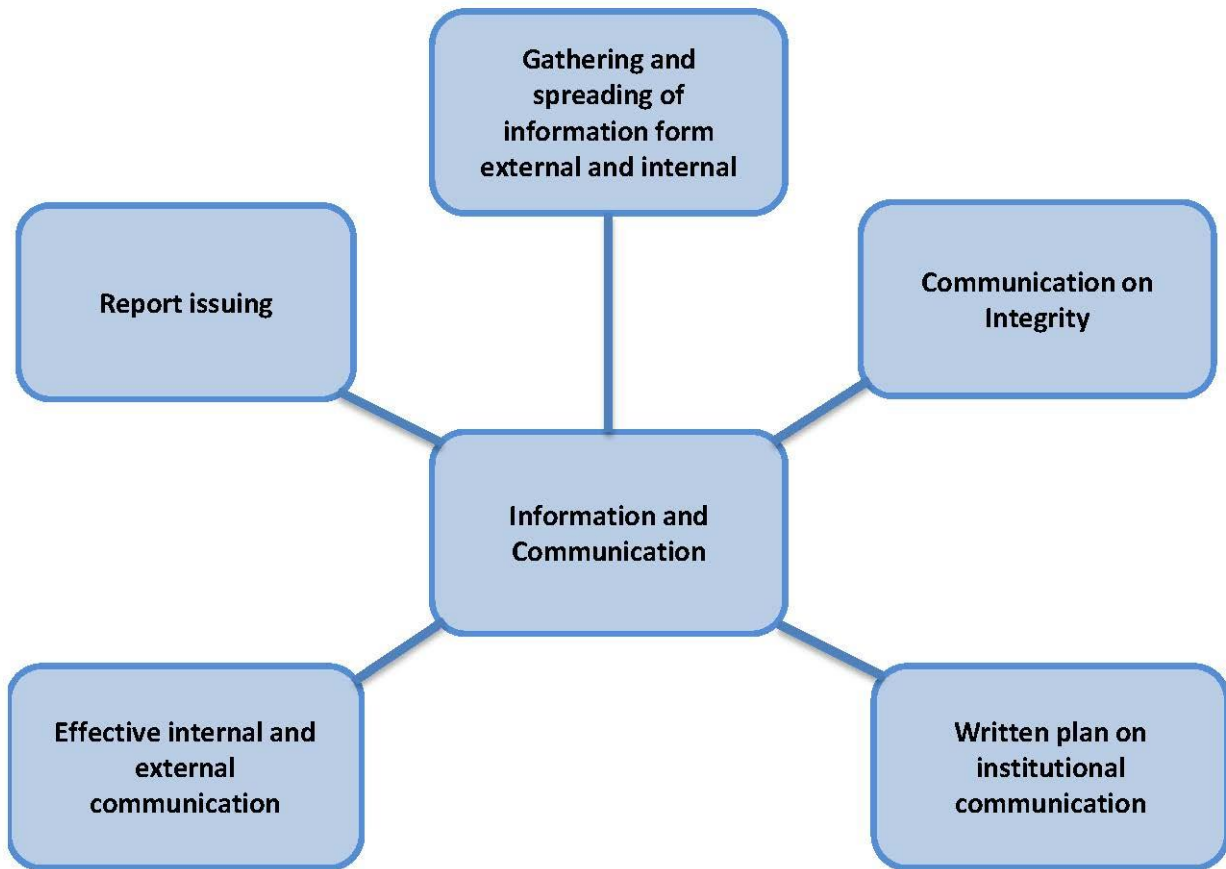 Gathering and
spreading of
information form
external and internal
Report issuing
Communication on
Integrity
Information and
Communication
Effective internal and
external
communication
Written plan on
institutional
communication